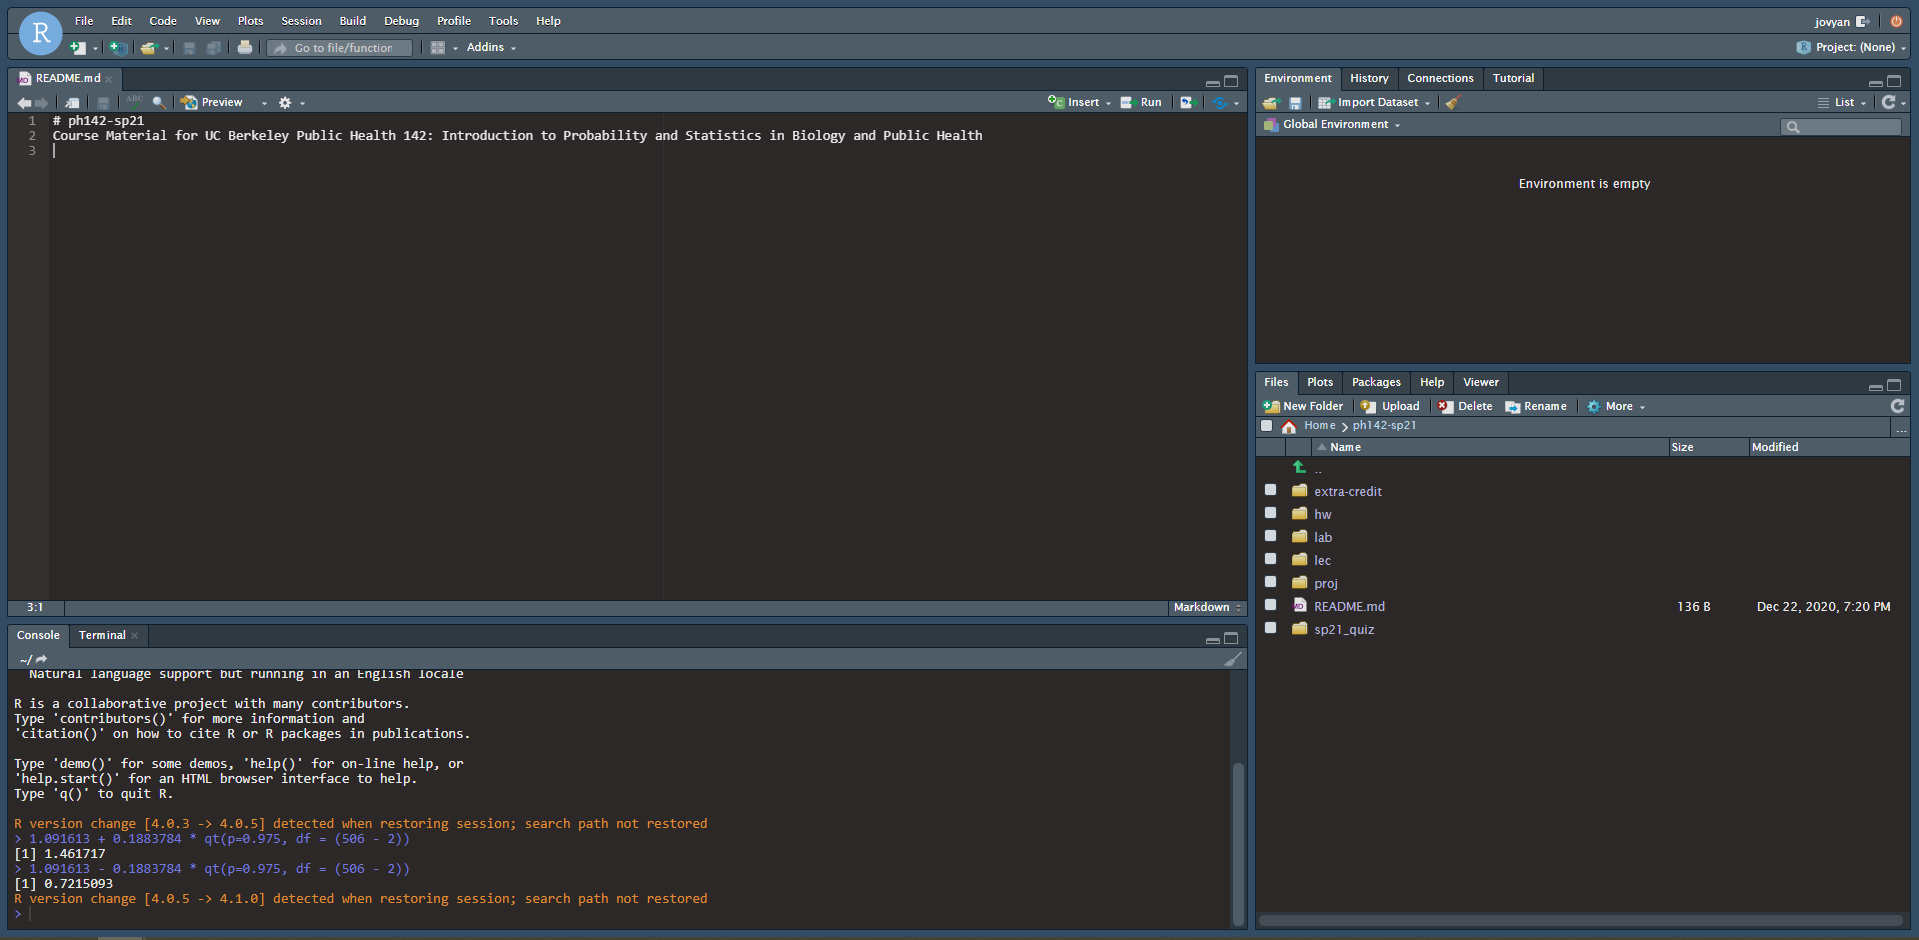 R
File Edit Code View Plots Session Build Debug Profile Tools Help
jovyan
Go to file/function
Addins
R Project: (None)
README.md
Preview
Insert
Run
1 # ph142-sp21
2 Course Material for UC Berkeley Public Health 142: Introduction to Probability and Statistics in Biology and Public Health
3
3:1
Markdown
Console Terminal
~/
Natural language support but running in an English locale
R is a collaborative project with many contributors.
Type 'contributors()' for more information and
'citation()' on how to cite R or R packages in publications.
Type 'demo()' for some demos, 'help()' for on-line help, or
'help.start()' for an HTML browser interface to help.
Type 'q()' to quit R.
R version change [4.0.3 -> 4.0.5] detected when restoring session; search path not restored
> 1.091613 + 0.1883784 * qt(p=0.975, df = (506 - 2))
[1] 1.461717
> 1.091613 - 0.1883784 * qt(p=0.975, df = (506 - 2))
[1] 0.7215093
R version change [4.0.5 -> 4.1.0] detected when restoring session; search path not restored
>
Environment History Connections Tutorial
Import Dataset
List
Global Environment
Environment is empty
Files Plots Packages Help Viewer
New Folder Upload Delete Rename More
Home ph142-sp21
...
Name Size Modified
..
extra-credit
hw
lab
lec
proj
README.md 136 B Dec 22, 2020, 7:20 PM
sp21_quiz